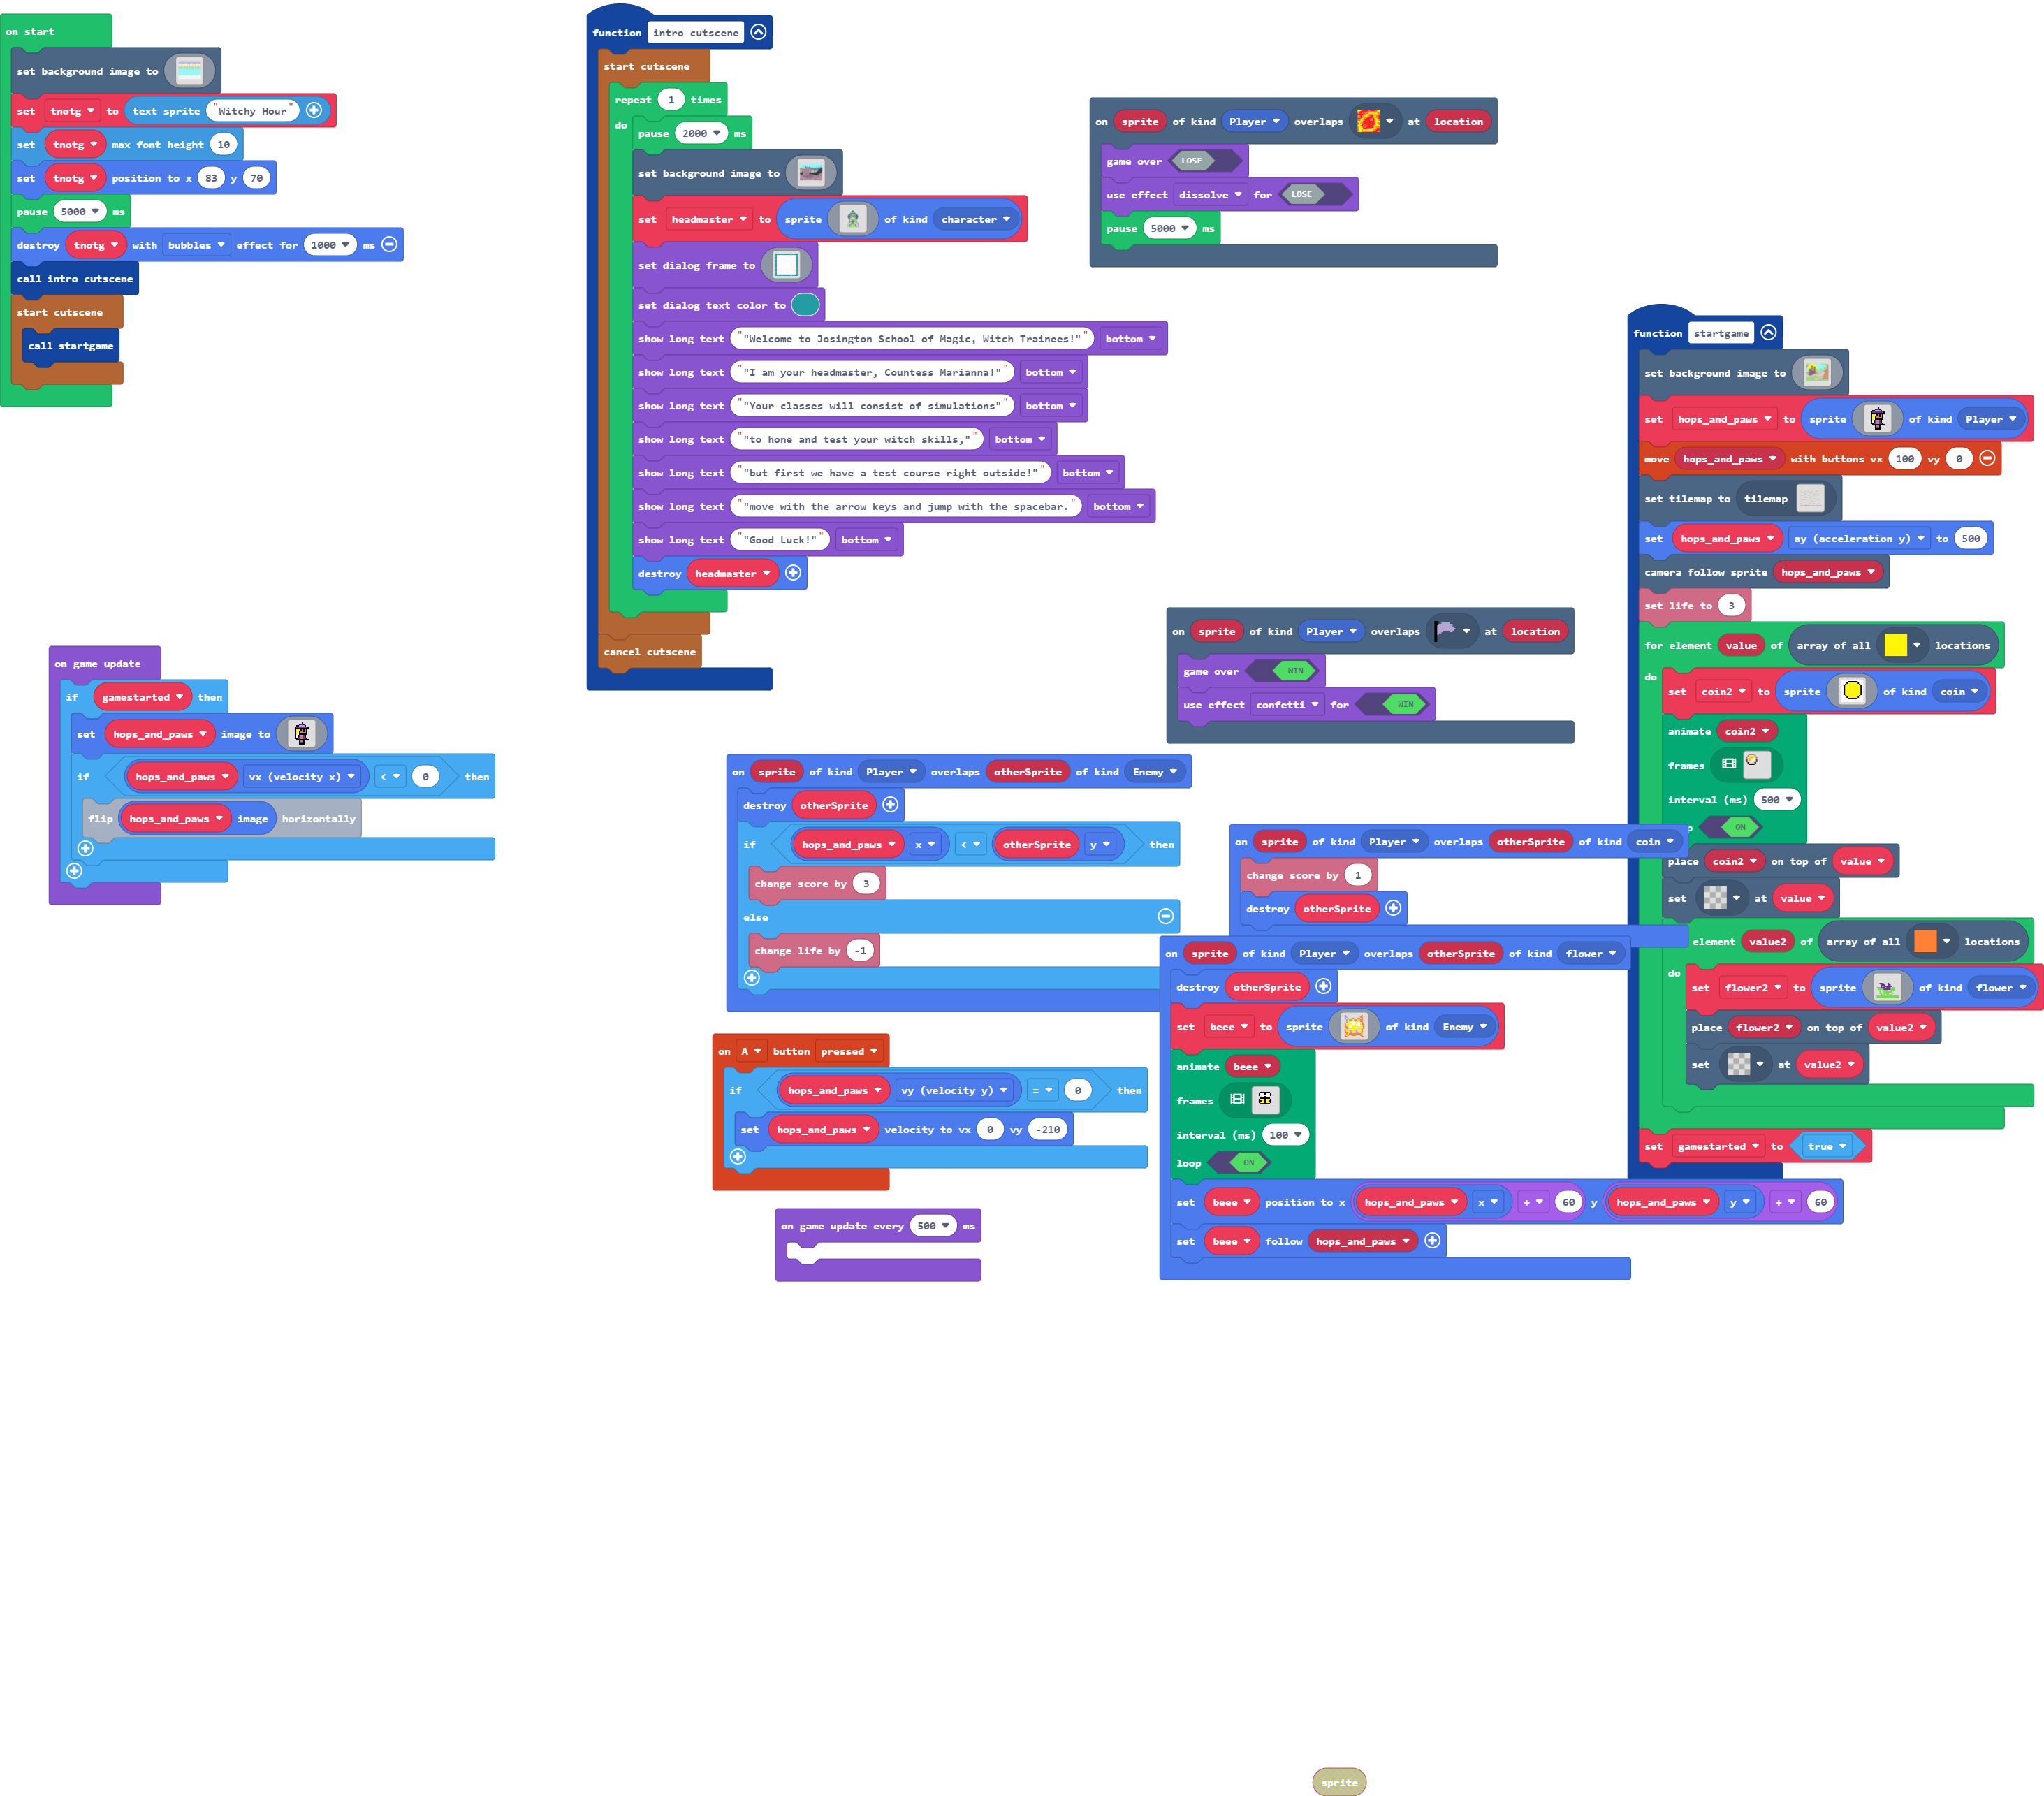 on start
set background image to
set tnotg to text sprite "Witchy Hour"
set tnotg max font height 10
set tnotg position to x 83 y 70
pause 5000 ms
destroy tnotg with bubbles effect for 1000 ms
call intro cutscene
start cutscene
call startgame
function intro cutscene
start cutscene
repeat 1 times
do
pause 2000 ms
set background image to
set headmaster to sprite of kind character
set dialog frame to
set dialog text color to
show long text ""Welcome to Josington School of Magic, Witch Trainees!"" bottom
show long text ""I am your headmaster, Countess Marianna!"" bottom
show long text ""Your classes will consist of simulations" bottom
show long text "to hone and test your witch skills," bottom
show long text "but first we have a test course right outside!"" bottom
show long text ""move with the arrow keys and jump with the spacebar." bottom
show long text ""Good Luck!"" bottom
destroy headmaster
cancel cutscene
on sprite of kind Player overlaps at location
game over LOSE
use effect dissolve for LOSE
pause 5000 ms
function startgame
set background image to
set hops_and_paws to sprite of kind Player
move hops_and_paws with buttons vx 100 vy 0
set tilemap to tilemap
set hops_and_paws ay (acceleration y) to 500
camera follow sprite hops_and_paws
set life to 3
for element value of array of all locations
do
set coin2 to sprite of kind coin
animate coin2
frames
interval (ms) 500
ON
place coin2 on top of value
set at value
element value2 of array of all locations
do
set flower2 to sprite of kind flower
place flower2 on top of value2
set at value2
set gamestarted to true
on sprite of kind Player overlaps at location
game over WIN
use effect confetti for WIN
on game update
if gamestarted then
set hops_and_paws image to
if hops_and_paws vx (velocity x) < 0 then
flip hops_and_paws image horizontally
on sprite of kind Player overlaps otherSprite of kind Enemy
destroy otherSprite
if hops_and_paws x < otherSprite y then
change score by 3
else
change life by -1
on sprite of kind Player overlaps otherSprite of kind coin
change score by 1
destroy otherSprite
on sprite of kind Player overlaps otherSprite of kind flower
destroy otherSprite
set beee to sprite of kind Enemy
animate beee
frames
interval (ms) 100
loop ON
set beee position to x hops_and_paws x + 60 y hops_and_paws y + 60
set beee follow hops_and_paws
on A button pressed
if hops_and_paws vy (velocity y) = 0 then
set hops_and_paws velocity to vx 0 vy -210
on game update every 500 ms
sprite